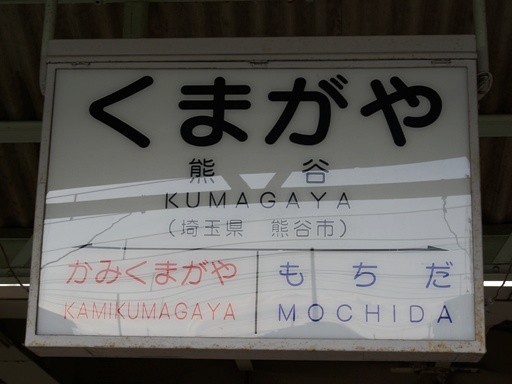 くまがや
熊谷
KUMAGAYA
(埼玉県 熊谷市)
かみくまがや もちだ
KAMIKUMAGAYA MOCHIDA